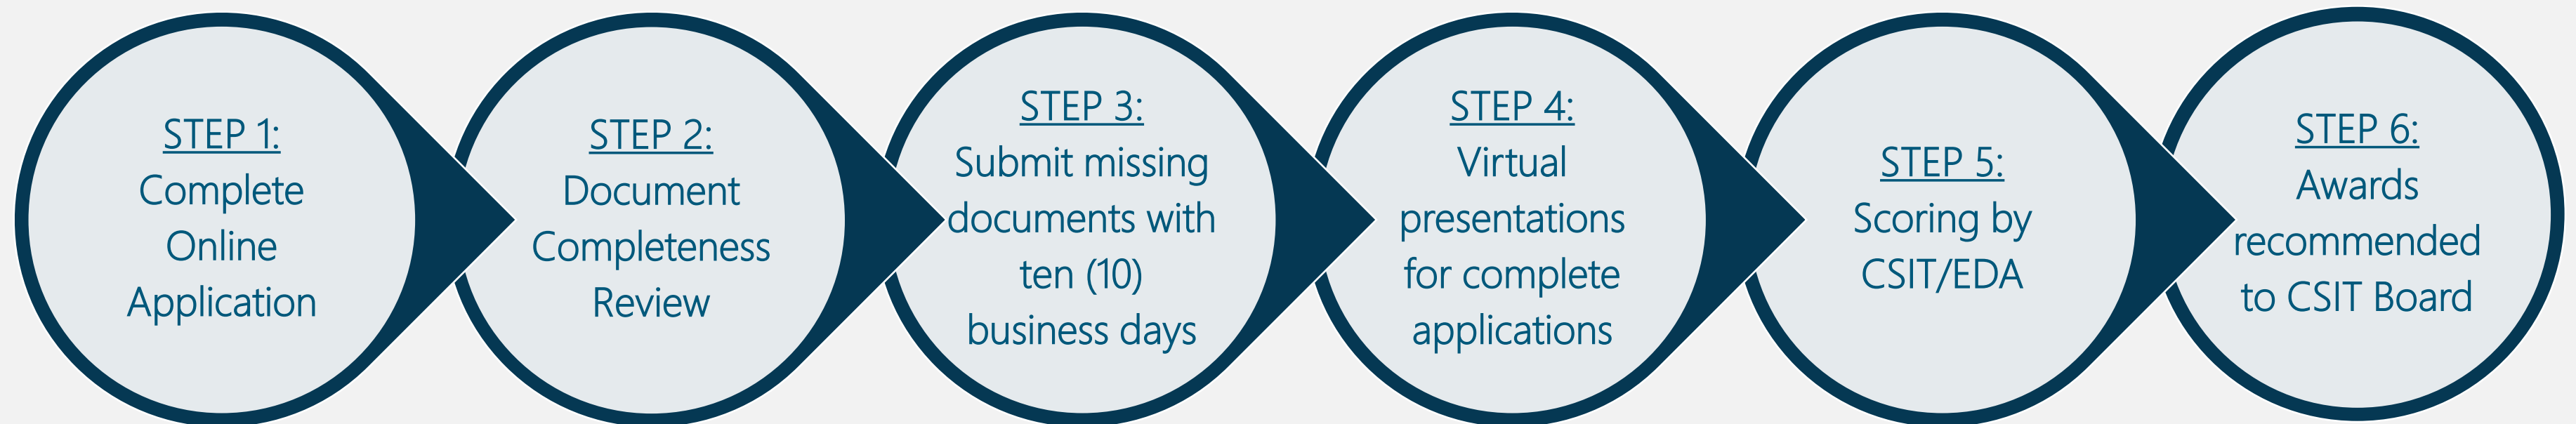 STEP 1:
Complete
Online
Application
STEP 2:
Document
Completeness
Review
STEP 3:
Submit missing
documents with
ten (10)
business days
STEP 4:
Virtual
presentations
for complete
applications
STEP 5:
Scoring by
CSIT/EDA
STEP 6:
Awards
recommended
to CSIT Board